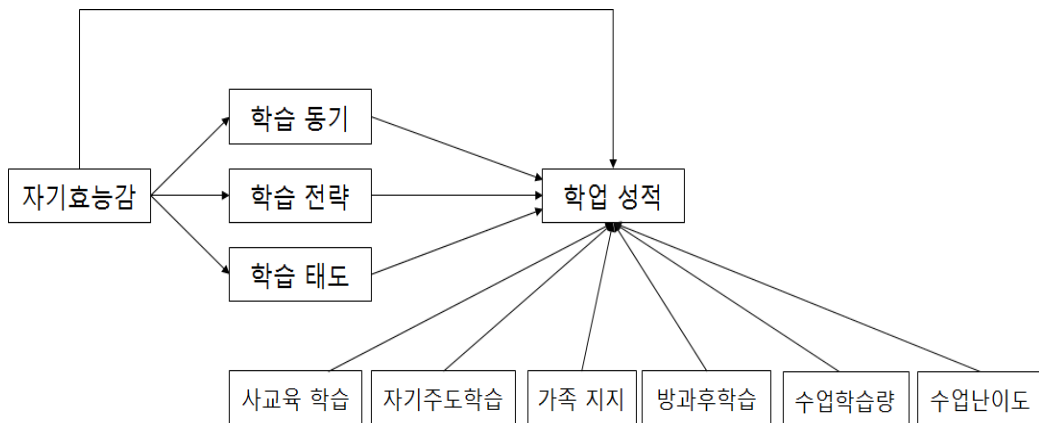 학습 동기
자기효능감
학습 전략
학업 성적
학습 태도
사교육 학습
자기주도학습
가족 지지
방과후학습
수업학습량
수업난이도